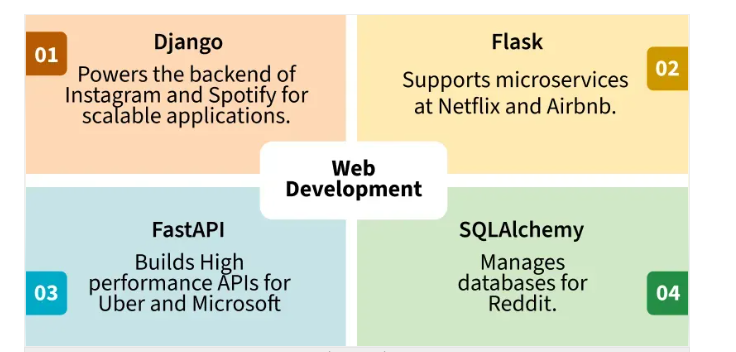 01
Django
Powers the backend of
Instagram and Spotify for
scalable applications.
Flask
02
Supports microservices
at Netflix and Airbnb.
Web
Development
FastAPI
Builds High
performance APIs for
Uber and Microsoft
03
SQLAlchemy
Manages
databases for
Reddit.
04